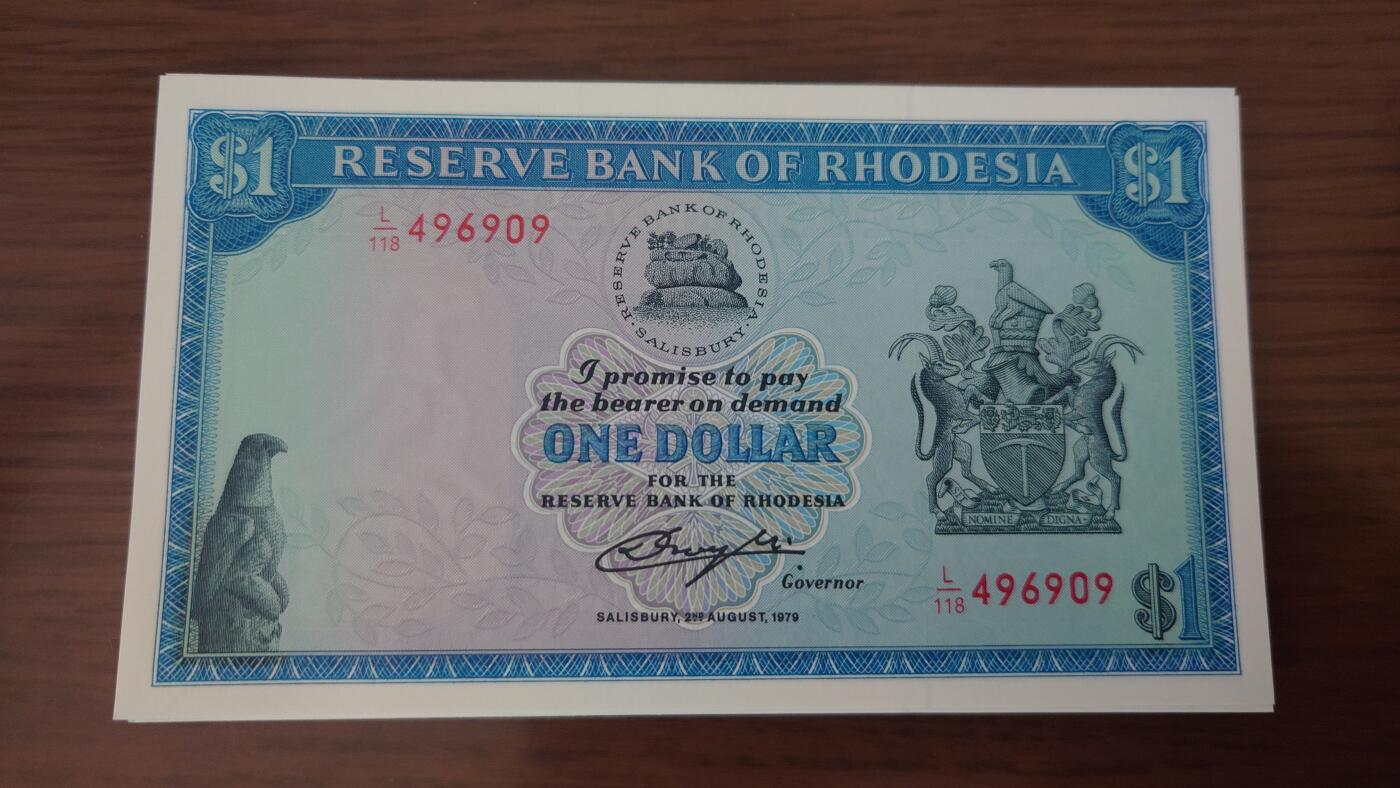 $1 RESERVE BANK OF RHODESIA $1
L/118 496909
RESERVE BANK OF RHODESIA
· SALISBURY ·
I promise to pay
the bearer on demand
ONE DOLLAR
FOR THE
RESERVE BANK OF RHODESIA
SIT NOMINE DIGNA
Governor
L/118 496909 $1
SALISBURY, 2ND AUGUST, 1979